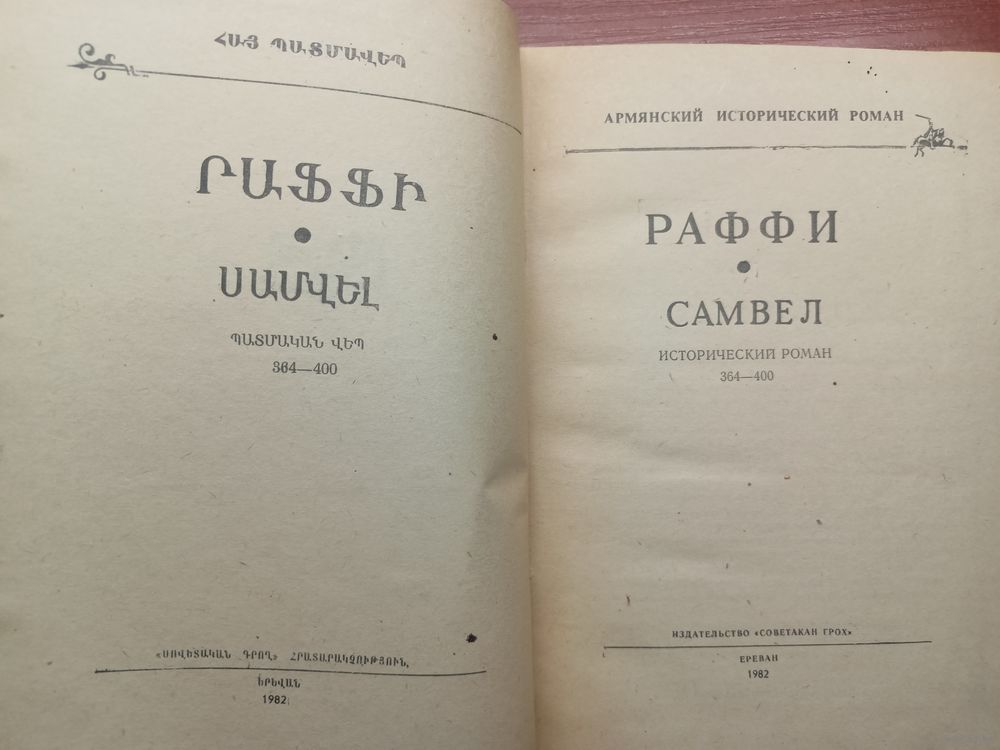 ՀԱՅ ՊԱՏՄԱՎԵՊ
ՐԱՖՖԻ
ՍԱՄՎԵԼ
ՊԱՏՄԱԿԱՆ ՎԵՊ
364—400
«ՍՈՎԵՏԱԿԱՆ ԳՐՈՂ» ՀՐԱՏԱՐԱԿՉՈՒԹՅՈՒՆ,
ԵՐԵՎԱՆ
1982
АРМЯНСКИЙ ИСТОРИЧЕСКИЙ РОМАН
РАФФИ
САМВЕЛ
ИСТОРИЧЕСКИЙ РОМАН
364—400
ИЗДАТЕЛЬСТВО «СОВЕТАКАН ГРОХ»
ЕРЕВАН
1982